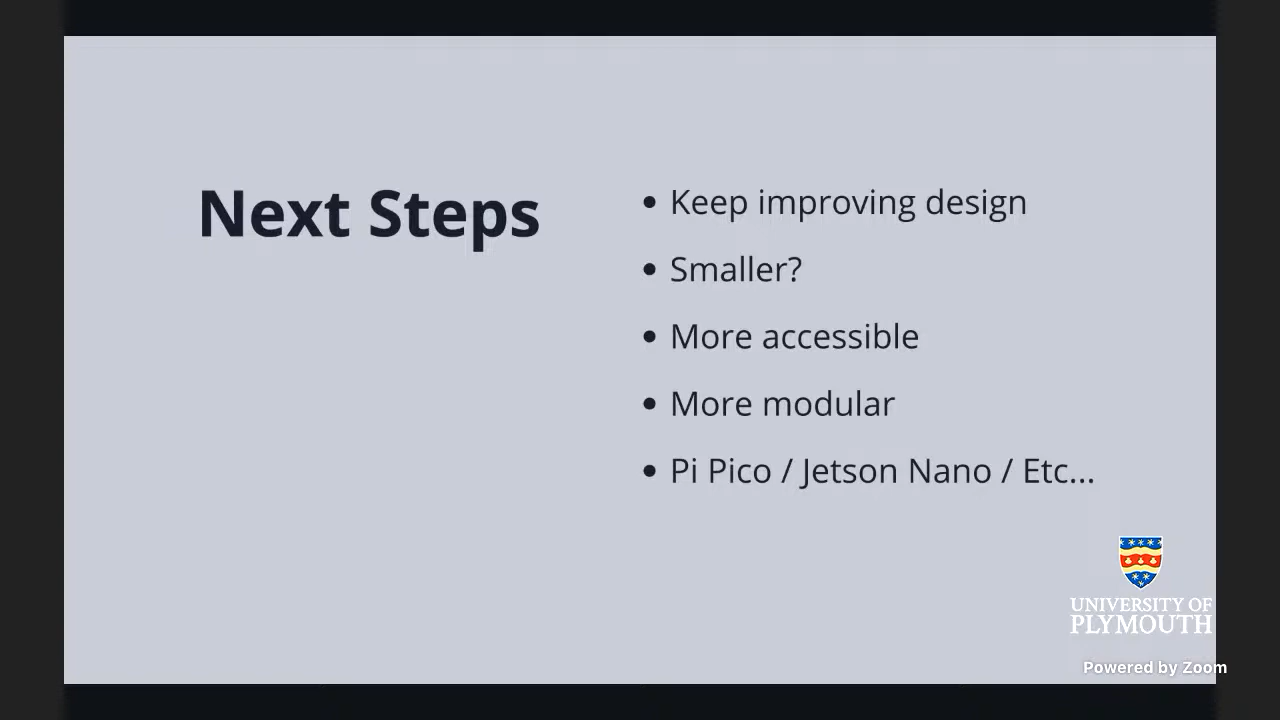 Next Steps
Keep improving design
Smaller?
More accessible
More modular
Pi Pico / Jetson Nano / Etc...
UNIVERSITY OF
PLYMOUTH
Powered by Zoom